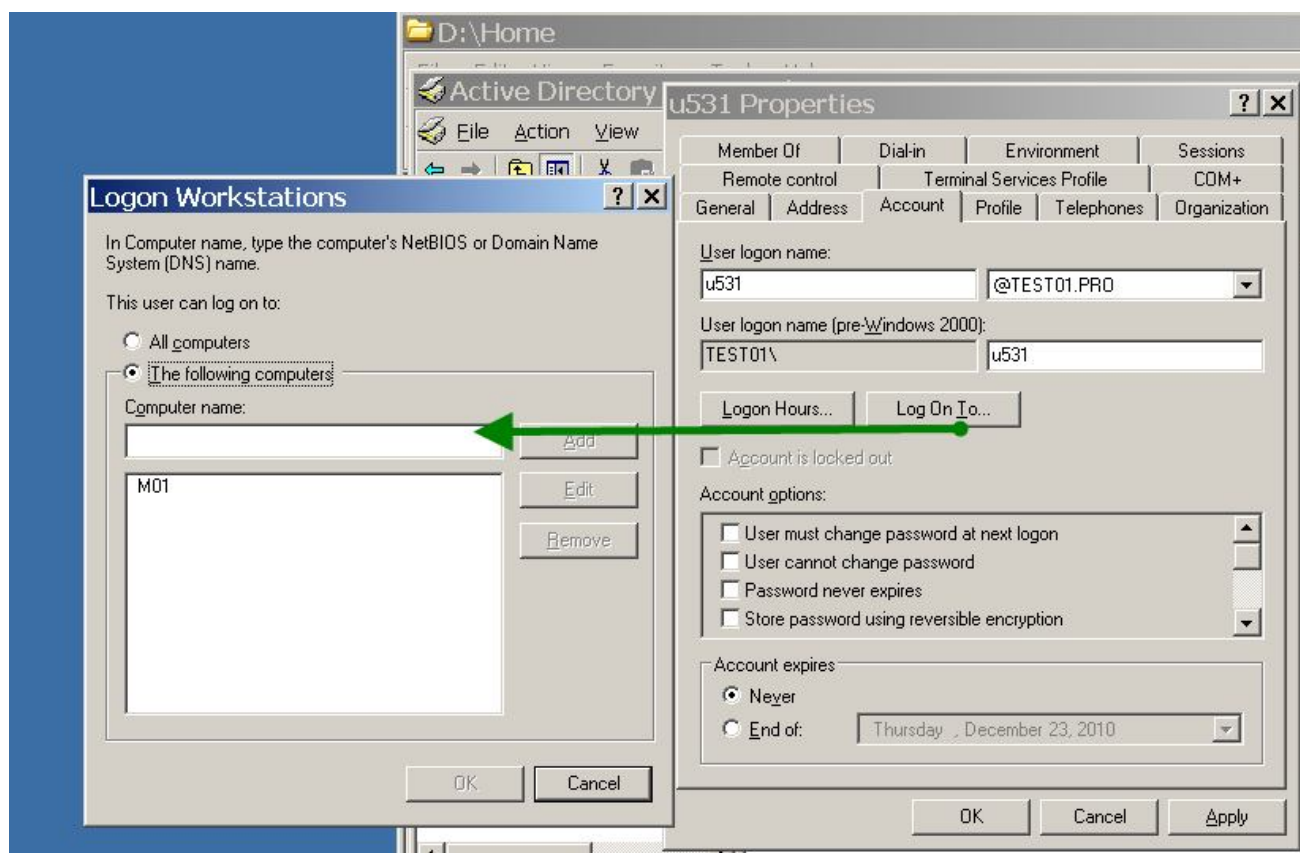 D:\Home
Active Directory
File Action View
u531 Properties
Member Of Dial-in Environment Sessions
Remote control Terminal Services Profile COM+
General Address Account Profile Telephones Organization
User logon name:
u531 @TEST01.PRO
User logon name (pre-Windows 2000):
TEST01\ u531
Logon Hours... Log On To...
Account is locked out
Account options:
User must change password at next logon
User cannot change password
Password never expires
Store password using reversible encryption
Account expires
Never
End of: Thursday , December 23, 2010
OK Cancel Apply
Logon Workstations
In Computer name, type the computer's NetBIOS or Domain Name
System (DNS) name.
This user can log on to:
All computers
The following computers
Computer name:
Add
M01
Edit
Remove
OK Cancel